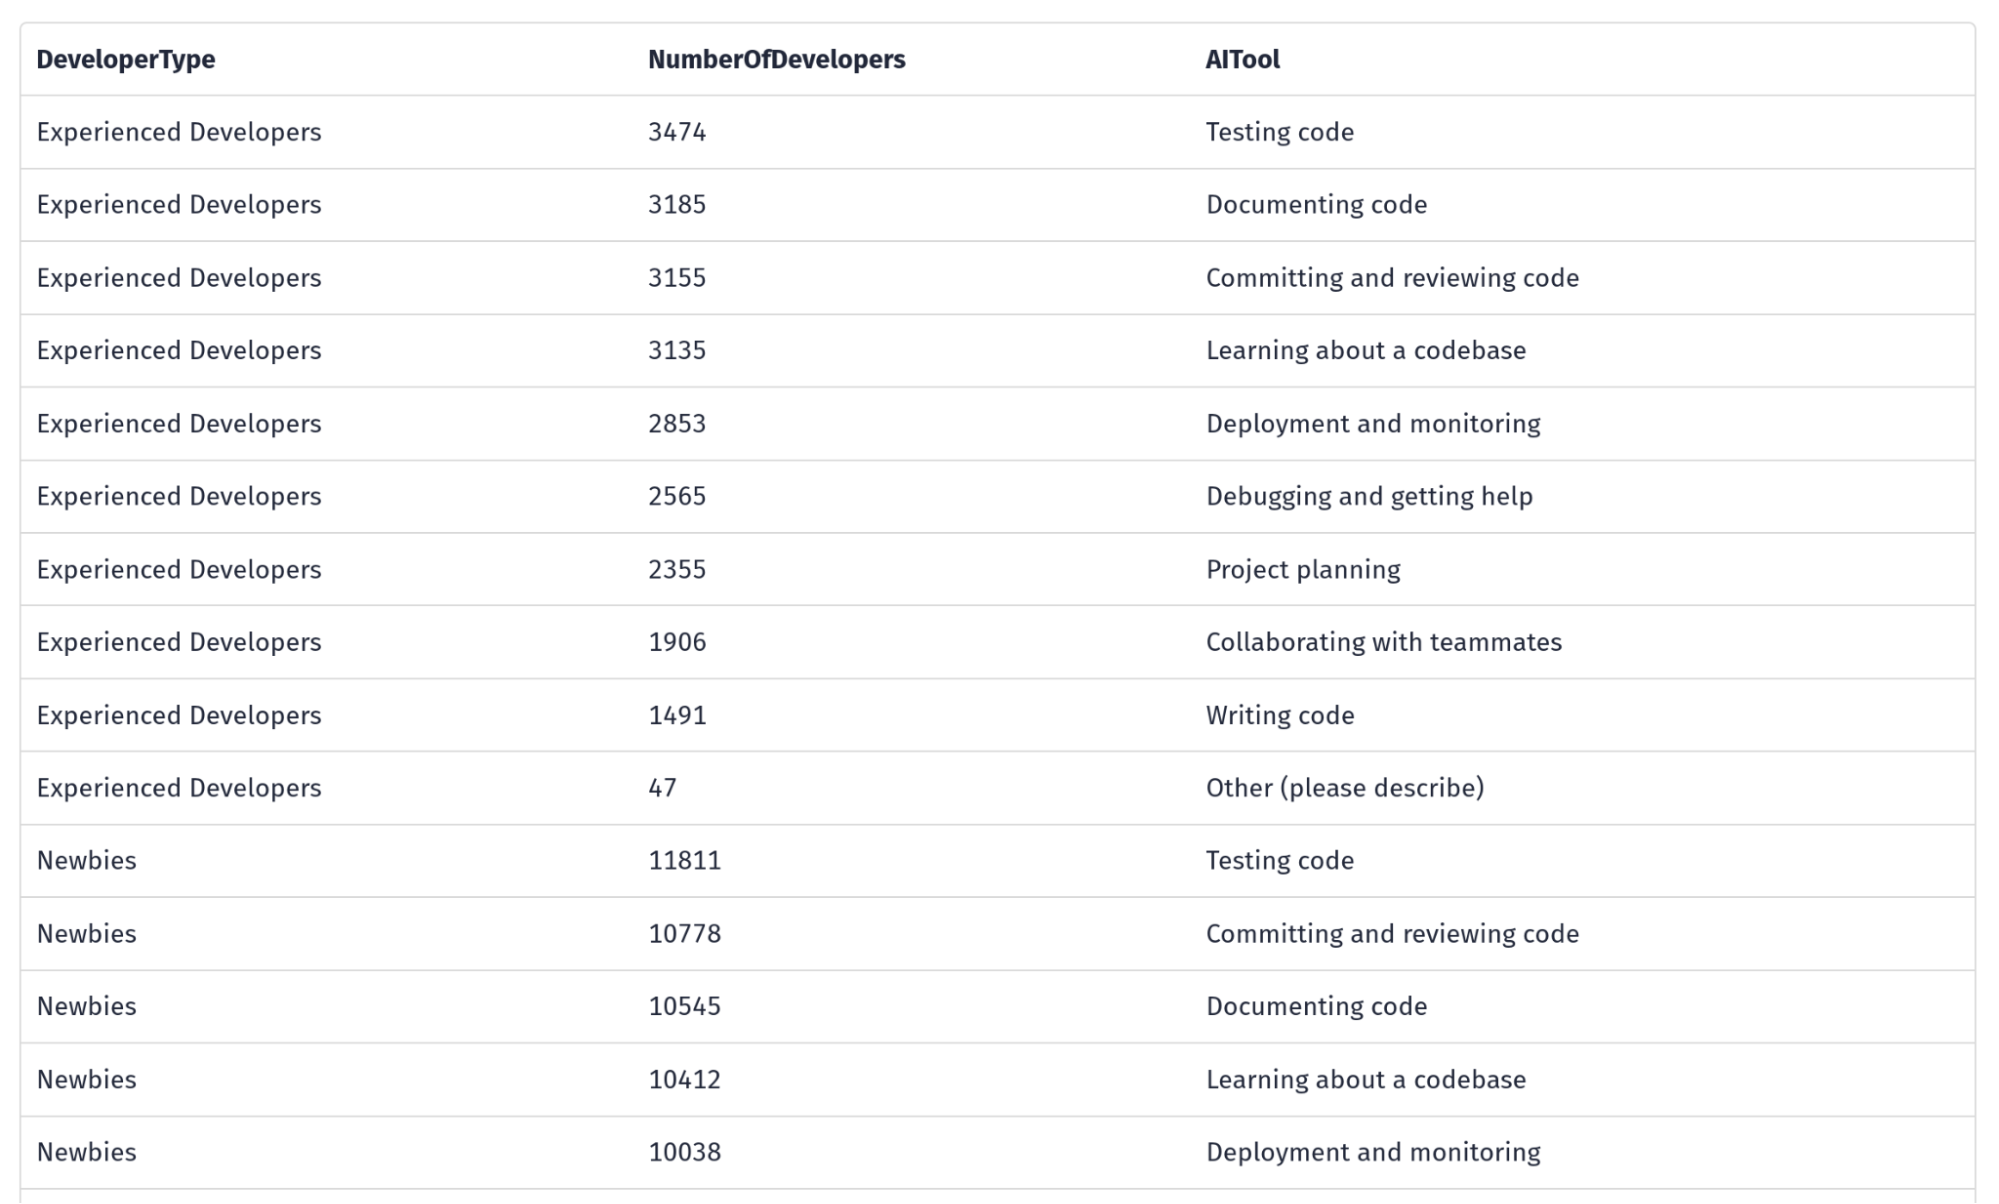 DeveloperType NumberOfDevelopers AITool
Experienced Developers 3474 Testing code
Experienced Developers 3185 Documenting code
Experienced Developers 3155 Committing and reviewing code
Experienced Developers 3135 Learning about a codebase
Experienced Developers 2853 Deployment and monitoring
Experienced Developers 2565 Debugging and getting help
Experienced Developers 2355 Project planning
Experienced Developers 1906 Collaborating with teammates
Experienced Developers 1491 Writing code
Experienced Developers 47 Other (please describe)
Newbies 11811 Testing code
Newbies 10778 Committing and reviewing code
Newbies 10545 Documenting code
Newbies 10412 Learning about a codebase
Newbies 10038 Deployment and monitoring